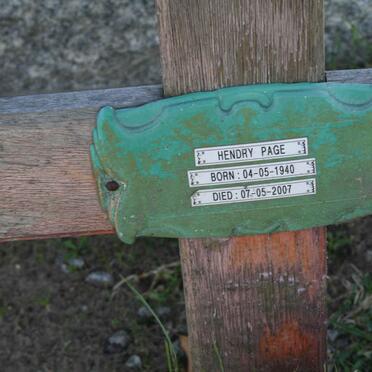 HENDRY PAGE
BORN : 04-05-1940
DIED : 07-05-2007